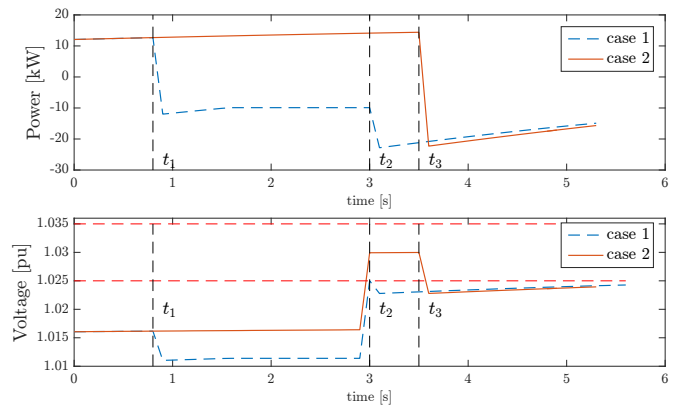 20
10
0
-10
-20
-30
Power [kW]
case 1
case 2
t1
t2
t3
0
1
2
3
4
5
6
time [s]
1.035
1.03
1.025
1.02
1.015
1.01
Voltage [pu]
case 1
case 2
t1
t2
t3
0
1
2
3
4
5
6
time [s]